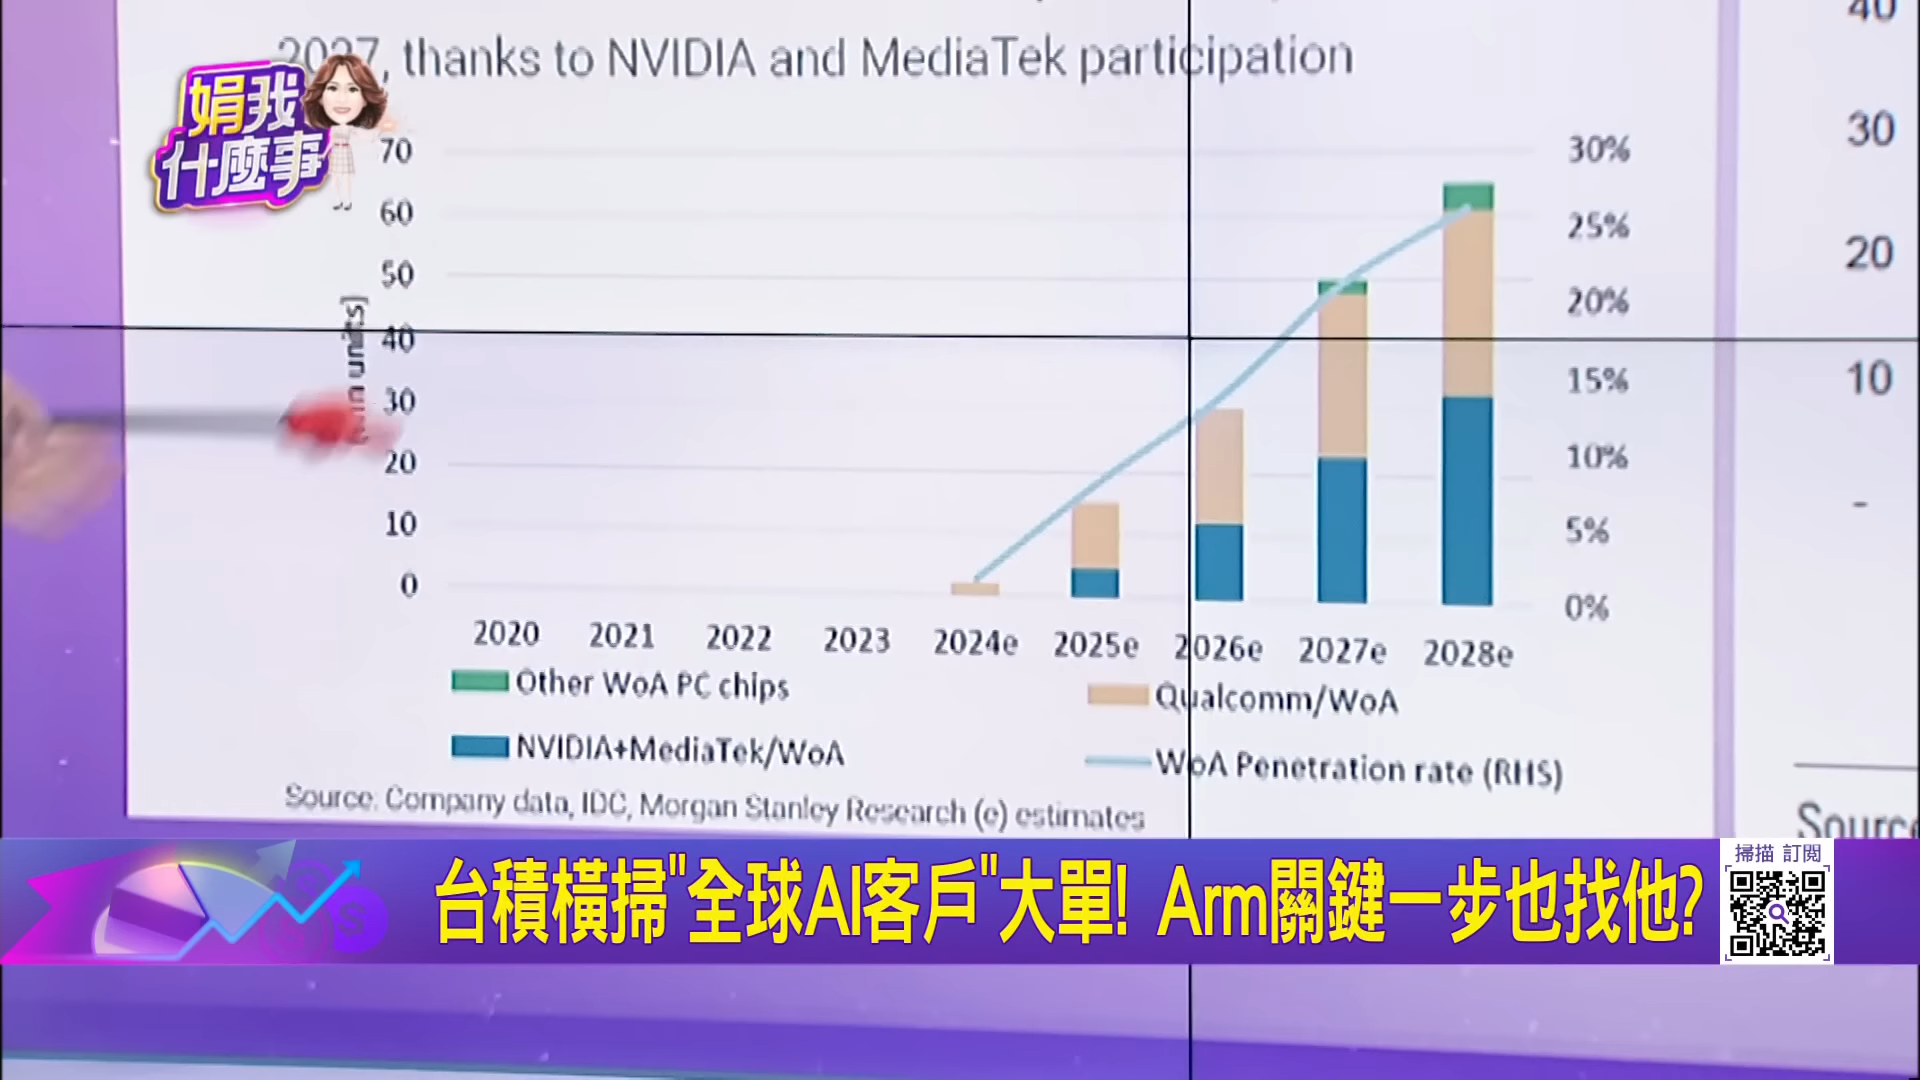 2027, thanks to NVIDIA and MediaTek participation
娟我
什麼事
70
60
50
40
30
20
10
0
30%
25%
20%
15%
10%
5%
0%
2020 2021 2022 2023 2024e 2025e 2026e 2027e 2028e
Other WoA PC chips
Qualcomm/WoA
NVIDIA+MediaTek/WoA
WoA Penetration rate (RHS)
Source: Company data, IDC, Morgan Stanley Research (e) estimates
40
30
20
10
-
Source
台積橫掃"全球AI客戶"大單! Arm關鍵一步也找他?
掃描 訂閱